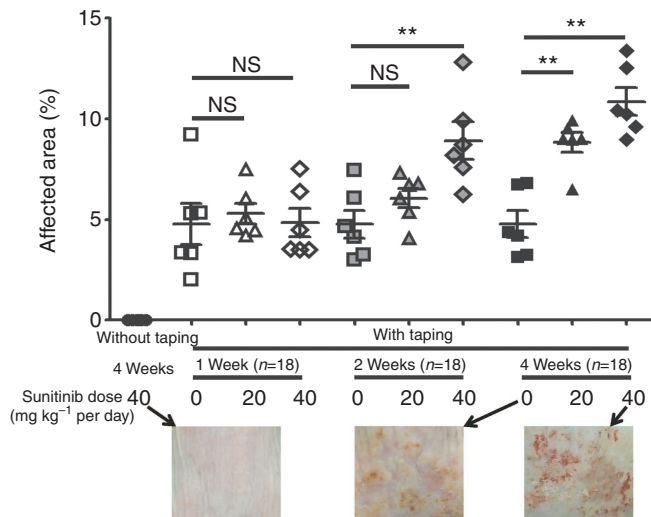 15
10
5
0
Affected area (%)
NS
NS
NS
**
**
**
Without taping
With taping
4 Weeks
1 Week (n=18)
2 Weeks (n=18)
4 Weeks (n=18)
Sunitinib dose 40 0 20 40 0 20 40 0 20 40
(mg kg⁻¹ per day)